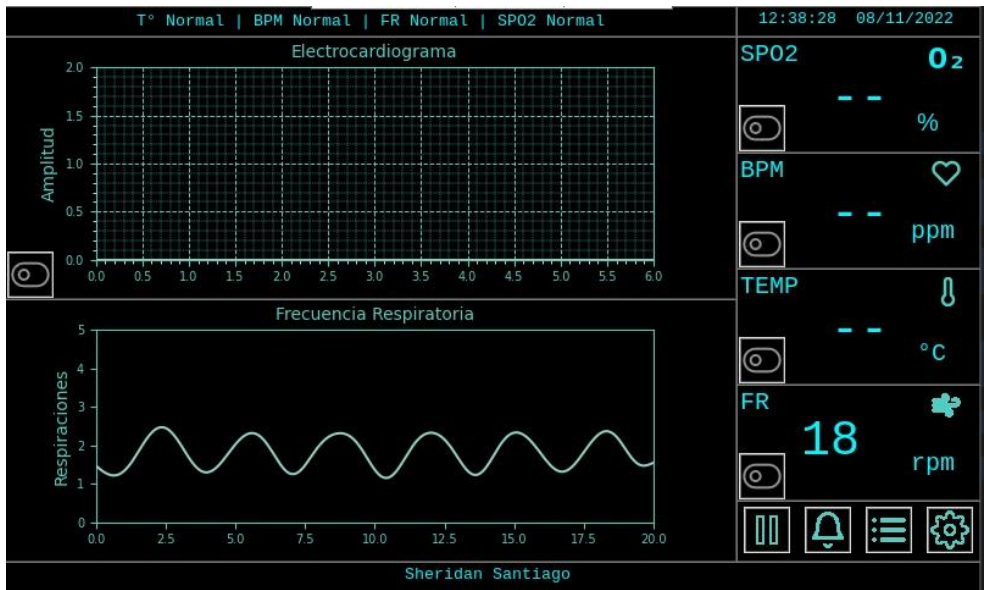 T° Normal | BPM Normal | FR Normal | SPO2 Normal
12:38:28 08/11/2022
Electrocardiograma
Amplitud
2.0
1.5
1.0
0.5
0.0
0.0 0.5 1.0 1.5 2.0 2.5 3.0 3.5 4.0 4.5 5.0 5.5 6.0
Frecuencia Respiratoria
Respiraciones
5
4
3
2
1
0
0.0 2.5 5.0 7.5 10.0 12.5 15.0 17.5 20.0
SPO2 O₂
--
%
BPM
--
ppm
TEMP
--
°C
FR
18
rpm
Sheridan Santiago